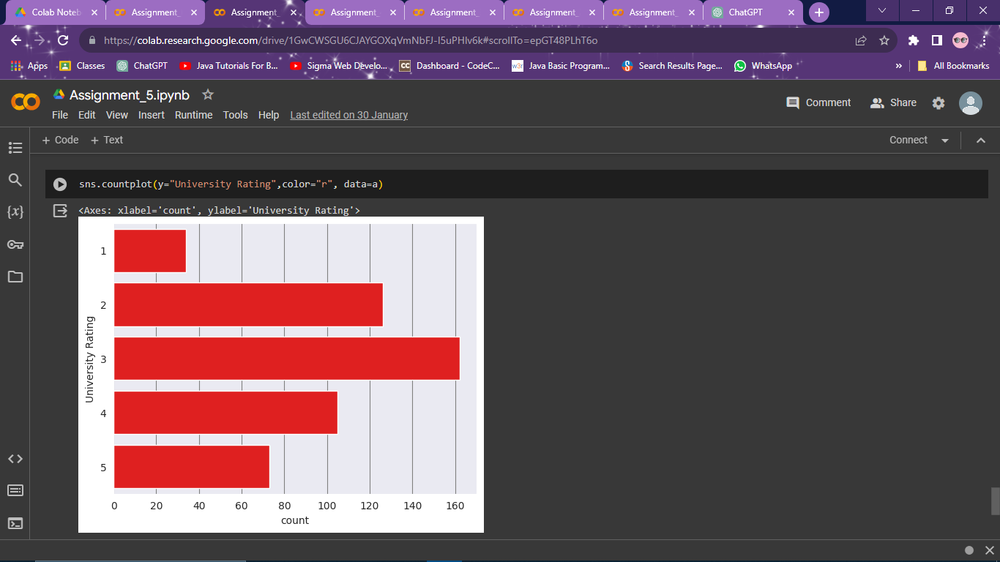 Colab Noteb
Assignment_
Assignment_
Assignment_
Assignment_
Assignment_
Assignment_
ChatGPT
https://colab.research.google.com/drive/1GwCWSGU6CJAYGOXqVmNbFJ-I5uPHIv6k#scrollTo=epGT48PLhT6o
Apps
Classes
ChatGPT
Java Tutorials For B...
Sigma Web Develo...
CC Dashboard - CodeC...
w3r Java Basic Program...
Search Results Page...
WhatsApp
»
All Bookmarks
Assignment_5.ipynb
File Edit View Insert Runtime Tools Help Last edited on 30 January
Comment
Share
+ Code + Text
Connect
sns.countplot(y="University Rating",color="r", data=a)
<Axes: xlabel='count', ylabel='University Rating'>
University Rating
1
2
3
4
5
0 20 40 60 80 100 120 140 160
count